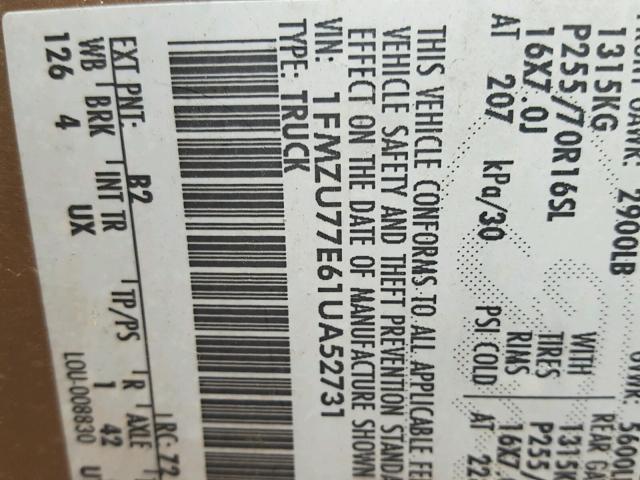 2900LB
1315KG
P255/70R16SL
16X7.0J
AT 207 kPa/30 PSI COLD
WITH
TIRES
RIMS
5600
REAR GA
1315K
P255/
16X7.
AT 22
THIS VEHICLE CONFORMS TO ALL APPLICABLE FE
VEHICLE SAFETY AND THEFT PREVENTION STANDA
EFFECT ON THE DATE OF MANUFACTURE SHOWN
VIN: 1FMZU77E61UA52731
TYPE: TRUCK
EXT PNT: B2 RC: 72
WB BRK INT TR TP/PS R AXLE
126 4 UX 1 42 U
LOU-008830